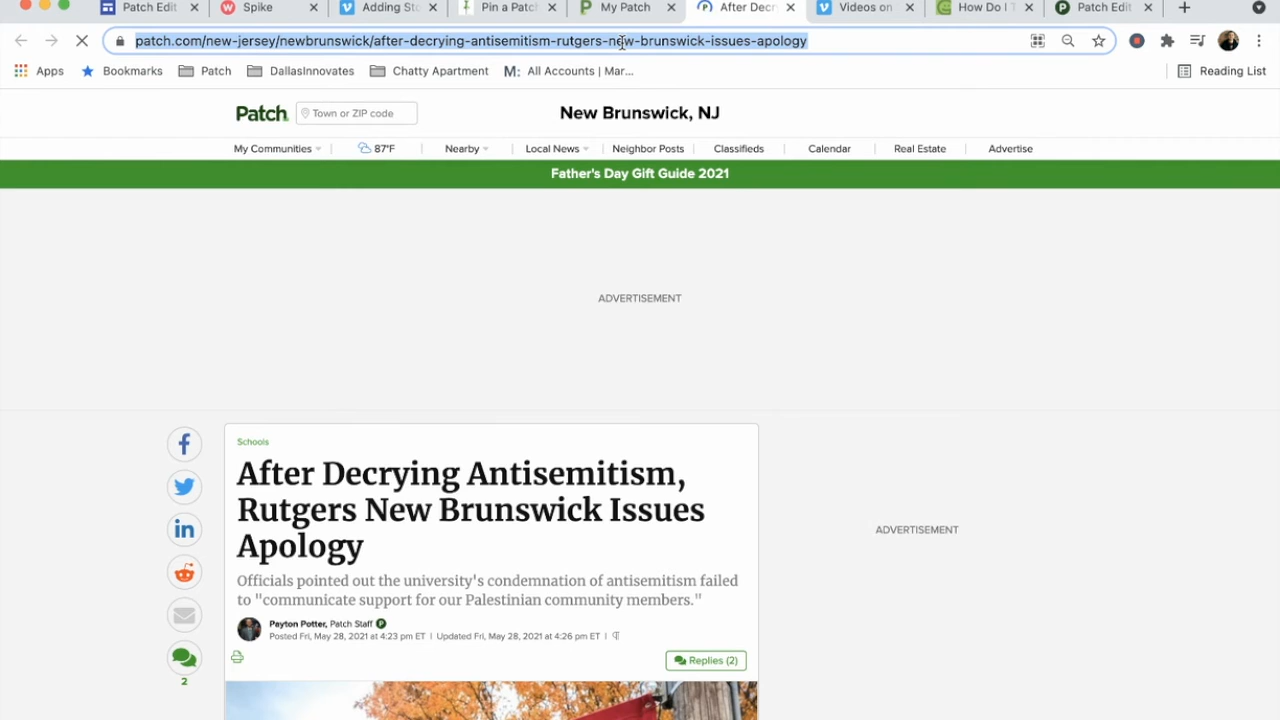 Patch Edit
Spike
Adding Sto
Pin a Patch
My Patch
After Decr
Videos on
How Do I T
Patch Edit
patch.com/new-jersey/newbrunswick/after-decrying-antisemitism-rutgers-new-brunswick-issues-apology
Apps
Bookmarks
Patch
DallasInnovates
Chatty Apartment
M: All Accounts | Mar...
Reading List
Patch
Town or ZIP code
New Brunswick, NJ
My Communities
87°F
Nearby
Local News
Neighbor Posts
Classifieds
Calendar
Real Estate
Advertise
Father's Day Gift Guide 2021
ADVERTISEMENT
Schools
After Decrying Antisemitism,
Rutgers New Brunswick Issues
Apology
Officials pointed out the university's condemnation of antisemitism failed
to "communicate support for our Palestinian community members."
Payton Potter, Patch Staff
Posted Fri, May 28, 2021 at 4:23 pm ET | Updated Fri, May 28, 2021 at 4:26 pm ET |
Replies (2)
2
ADVERTISEMENT